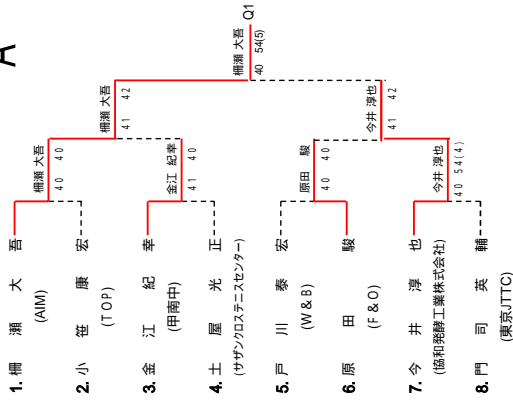 A
1. 柵 瀬 大 吾
(AIM)
2. 小 笹 康 宏
(TOP)
3. 金 江 紀 幸
(甲南中)
4. 土 屋 光 正
(サザンクロステニスセンター)
5. 戸 川 泰 宏
(W & B)
6. 原 田 駿
(F & O)
7. 今 井 淳 也
(協和発酵工業株式会社)
8. 門 司 英 輔
(東京JTTC)
柵瀬 大吾
40 40
金江 紀幸
41 40
原田 駿
40 40
今井 淳也
40 54(4)
柵瀬 大吾
41 42
今井 淳也
41 42
柵瀬 大吾
40 54(5)
Q1